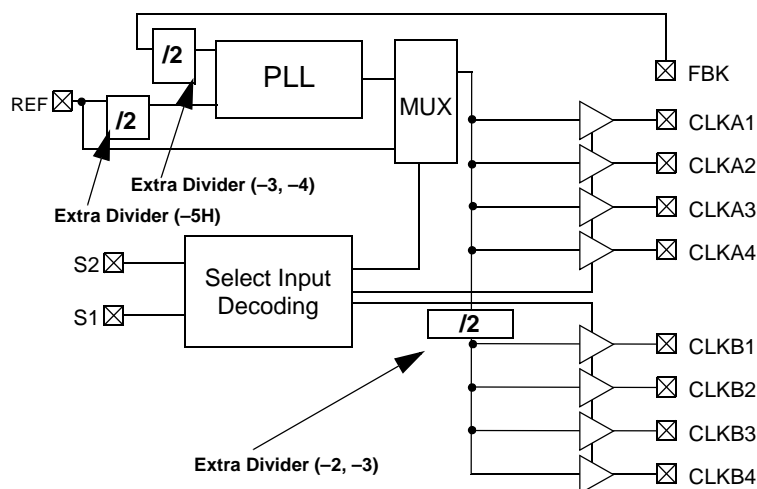 /2
PLL
FBK
REF
/2
MUX
CLKA1
CLKA2
Extra Divider (–3, –4)
CLKA3
Extra Divider (–5H)
CLKA4
S2
Select Input
Decoding
S1
/2
CLKB1
CLKB2
CLKB3
Extra Divider (–2, –3)
CLKB4